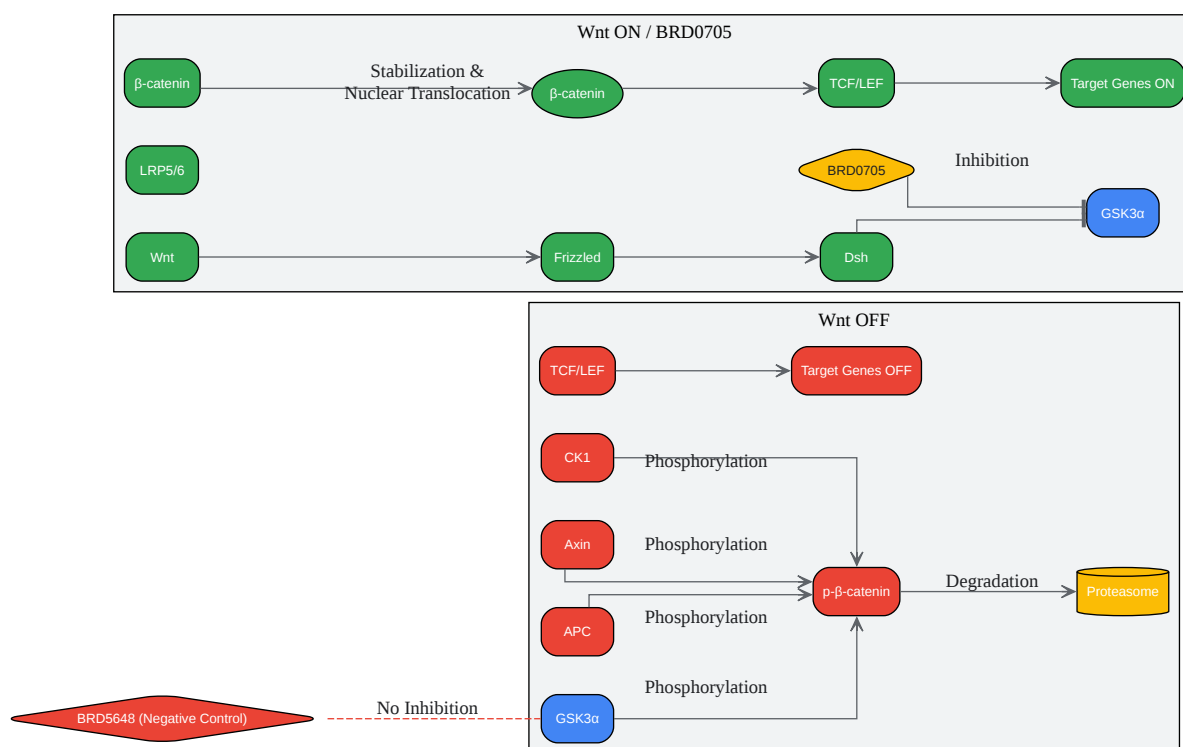 Wnt ON / BRD0705
β-catenin
Stabilization &
Nuclear Translocation
β-catenin
TCF/LEF
Target Genes ON
LRP5/6
BRD0705
Inhibition
GSK3α
Wnt
Frizzled
Dsh
Wnt OFF
TCF/LEF
Target Genes OFF
CK1
Phosphorylation
Axin
Phosphorylation
p-β-catenin
Degradation
Proteasome
APC
Phosphorylation
Phosphorylation
BRD5648 (Negative Control)
No Inhibition
GSK3α